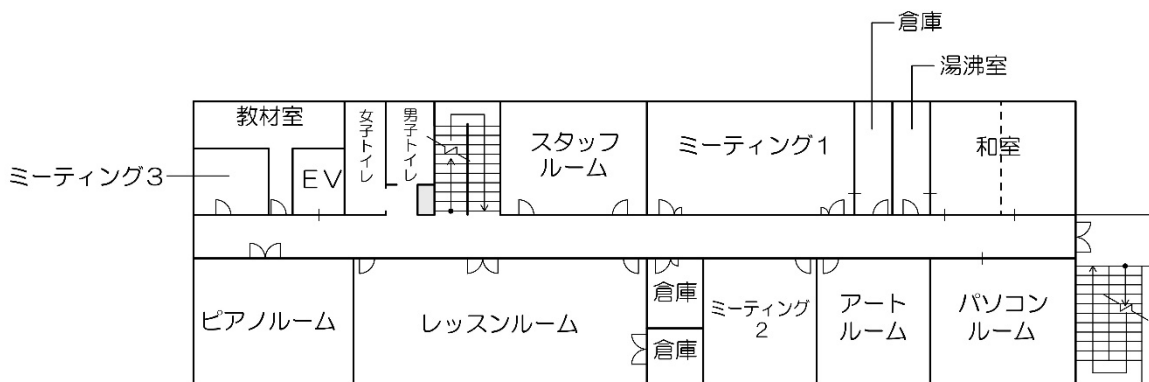 倉庫
湯沸室
教材室
女子トイレ
男子トイレ
スタッフ
ルーム
ミーティング1
和室
ミーティング3
EV
ピアノルーム
レッスンルーム
倉庫
倉庫
ミーティング
2
アート
ルーム
パソコン
ルーム